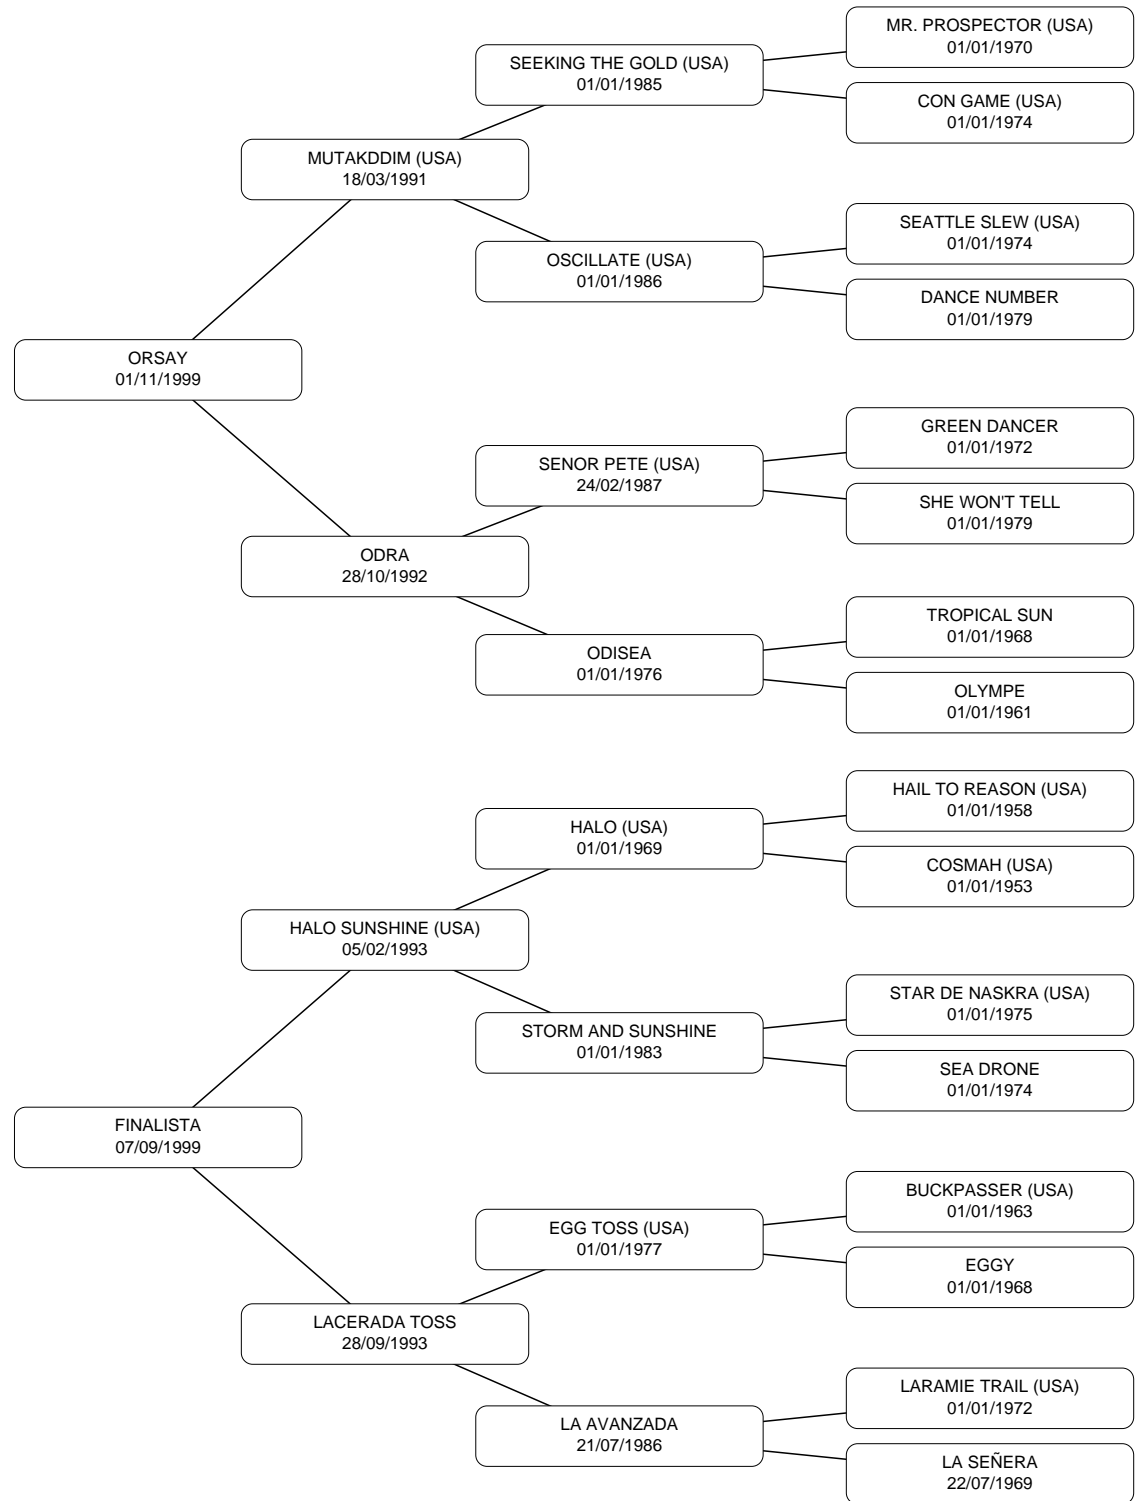 MR. PROSPECTOR (USA)
01/01/1970
SEEKING THE GOLD (USA)
01/01/1985
CON GAME (USA)
01/01/1974
MUTAKDDIM (USA)
18/03/1991
SEATTLE SLEW (USA)
01/01/1974
OSCILLATE (USA)
01/01/1986
DANCE NUMBER
01/01/1979
ORSAY
01/11/1999
GREEN DANCER
01/01/1972
SENOR PETE (USA)
24/02/1987
SHE WON'T TELL
01/01/1979
ODRA
28/10/1992
TROPICAL SUN
01/01/1968
ODISEA
01/01/1976
OLYMPE
01/01/1961
HAIL TO REASON (USA)
01/01/1958
HALO (USA)
01/01/1969
COSMAH (USA)
01/01/1953
HALO SUNSHINE (USA)
05/02/1993
STAR DE NASKRA (USA)
01/01/1975
STORM AND SUNSHINE
01/01/1983
SEA DRONE
01/01/1974
FINALISTA
07/09/1999
BUCKPASSER (USA)
01/01/1963
EGG TOSS (USA)
01/01/1977
EGGY
01/01/1968
LACERADA TOSS
28/09/1993
LARAMIE TRAIL (USA)
01/01/1972
LA AVANZADA
21/07/1986
LA SEÑERA
22/07/1969